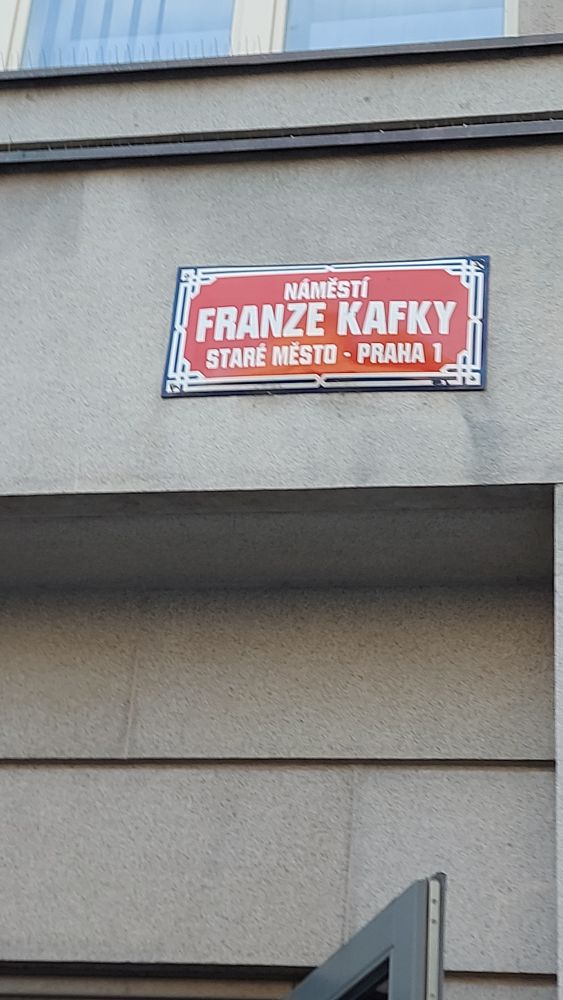 NÁMĚSTÍ
FRANZE KAFKY
STARÉ MĚSTO - PRAHA 1